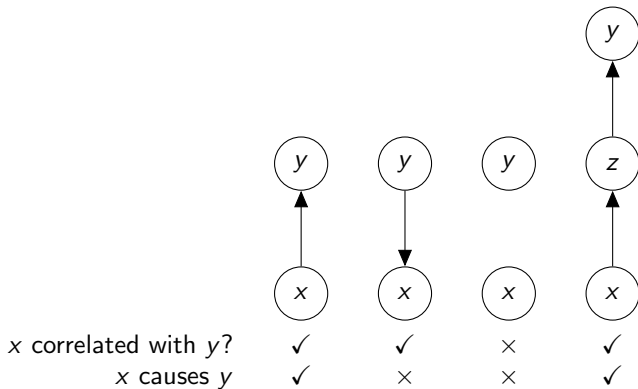 y
y y y z
x x x x
x correlated with y? ✓ ✓ × ✓
x causes y ✓ × × ✓